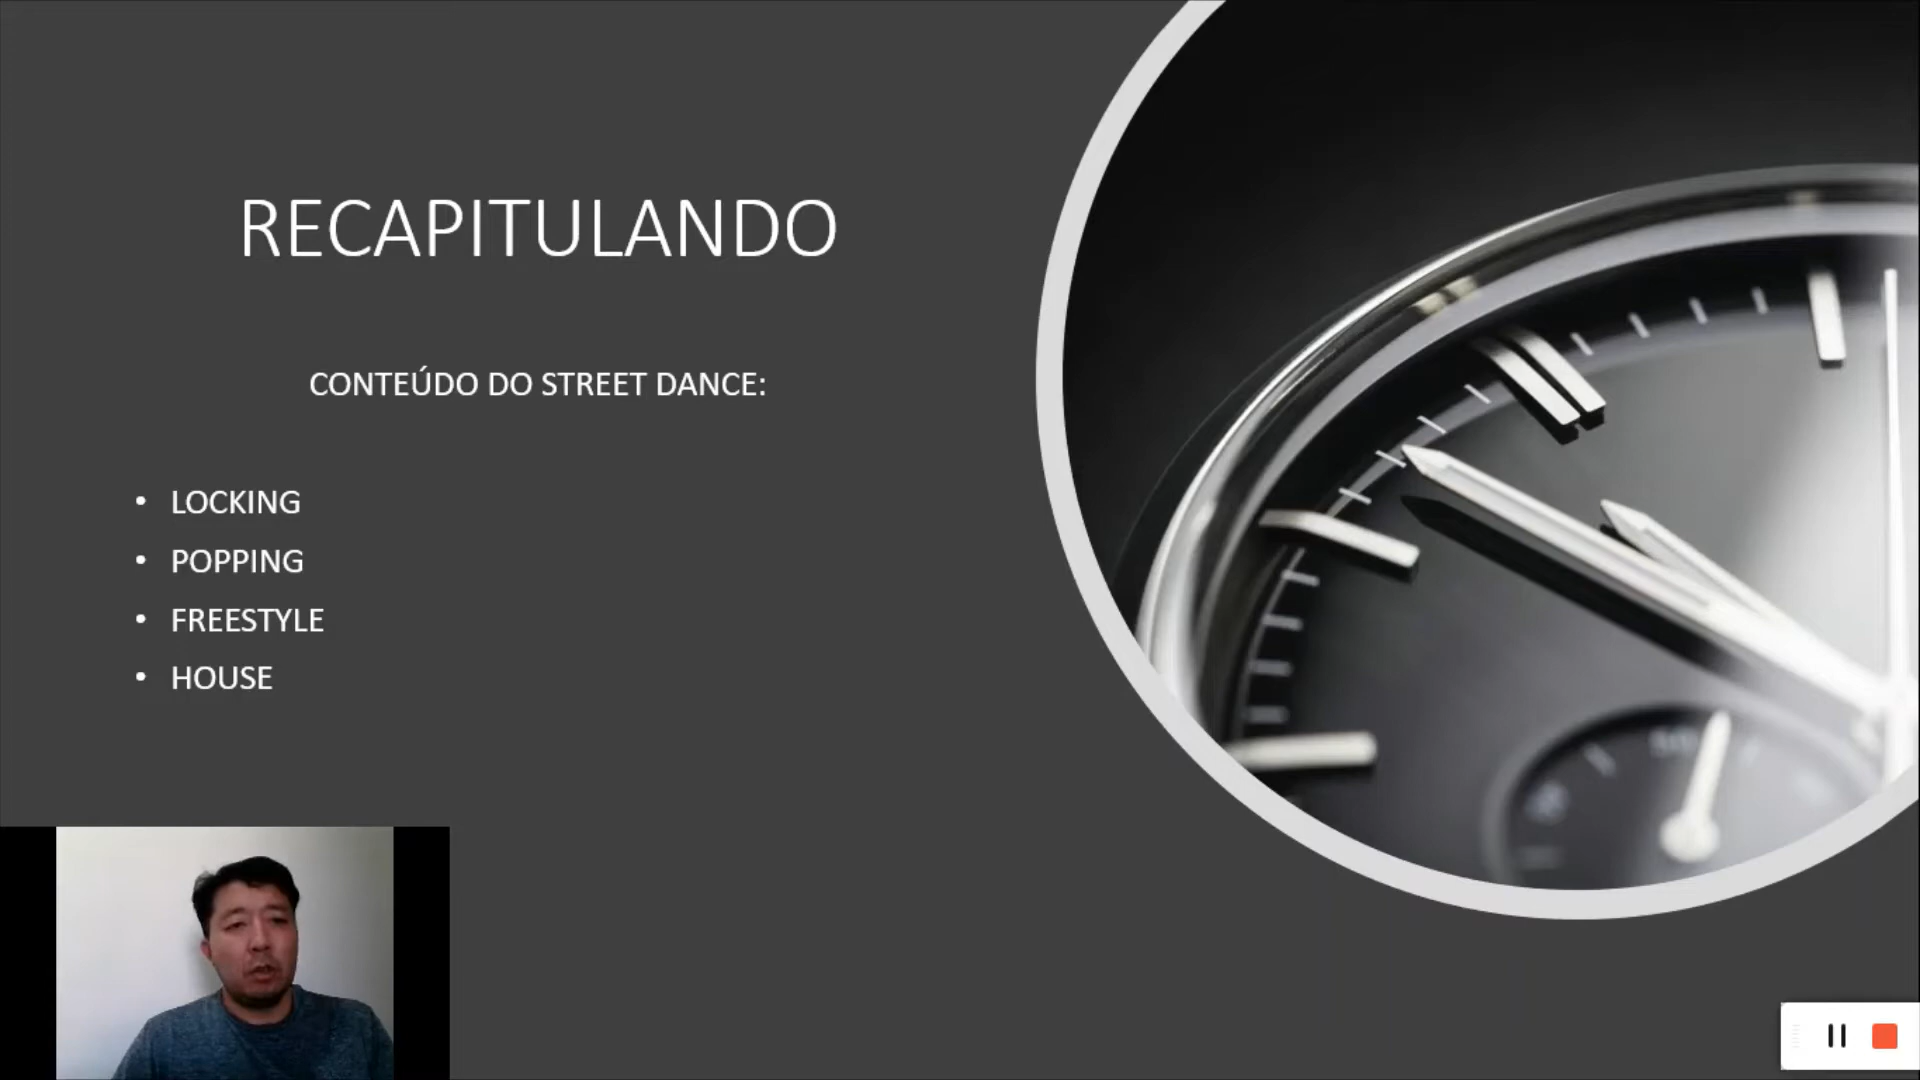 RECAPITULANDO
CONTEÚDO DO STREET DANCE:
• LOCKING
• POPPING
• FREESTYLE
• HOUSE